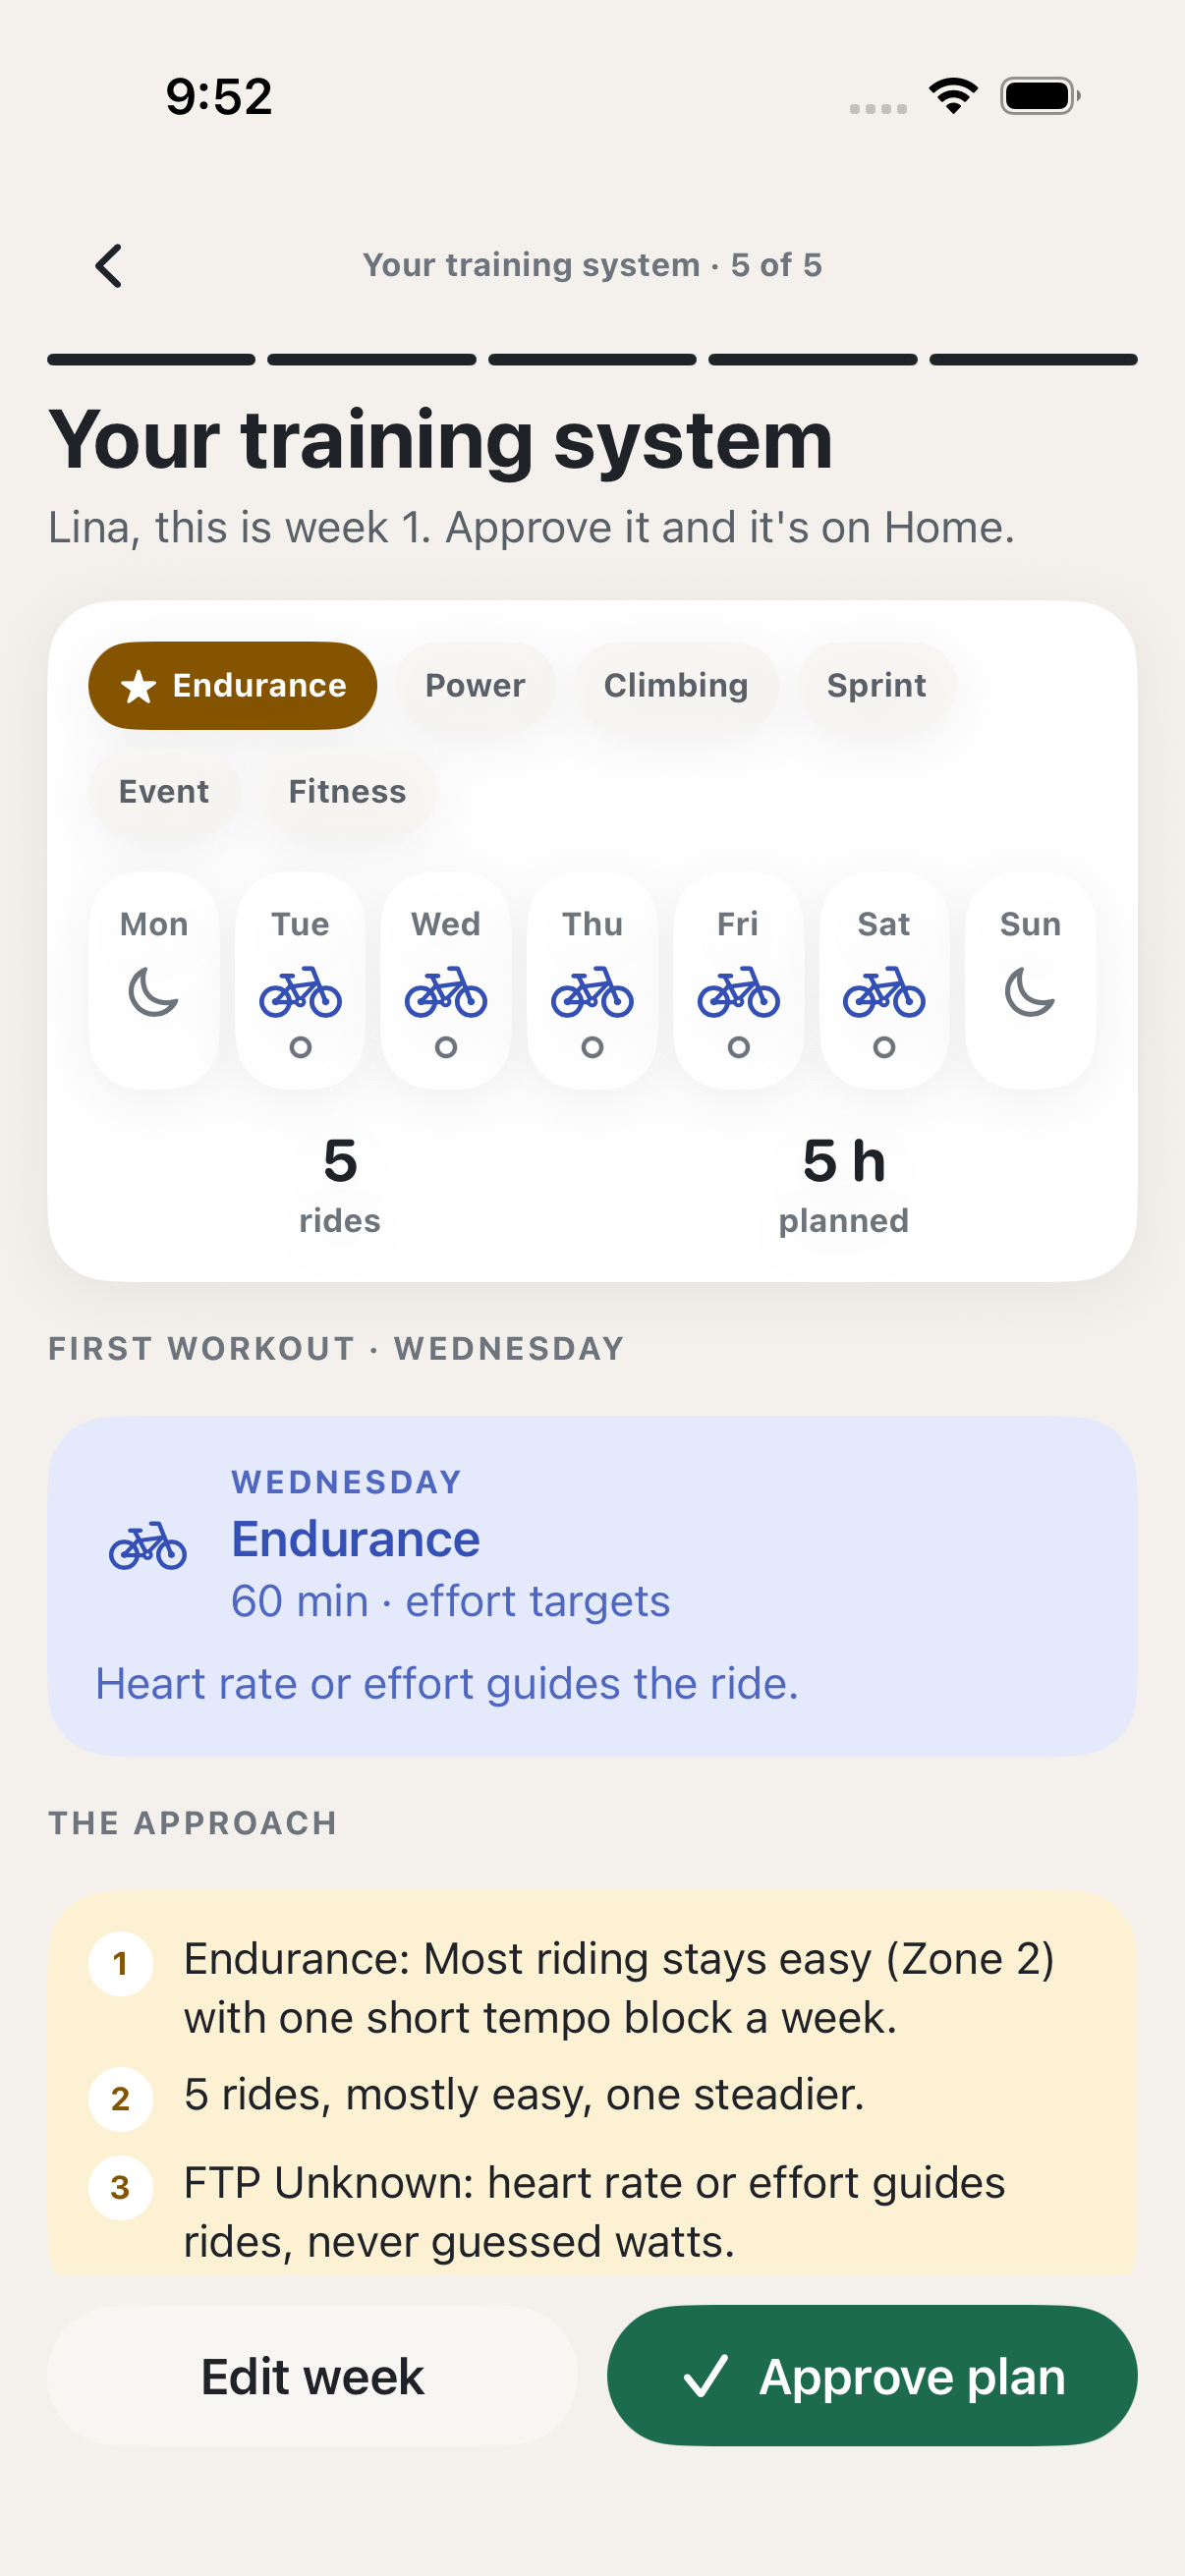 9:52
Your training system · 5 of 5
Your training system
Lina, this is week 1. Approve it and it's on Home.
Endurance Power Climbing Sprint
Event Fitness
Mon Tue Wed Thu Fri Sat Sun
5 5 h
rides planned
FIRST WORKOUT · WEDNESDAY
WEDNESDAY
Endurance
60 min · effort targets
Heart rate or effort guides the ride.
THE APPROACH
1 Endurance: Most riding stays easy (Zone 2)
with one short tempo block a week.
2 5 rides, mostly easy, one steadier.
3 FTP Unknown: heart rate or effort guides
rides, never guessed watts.
Edit week Approve plan